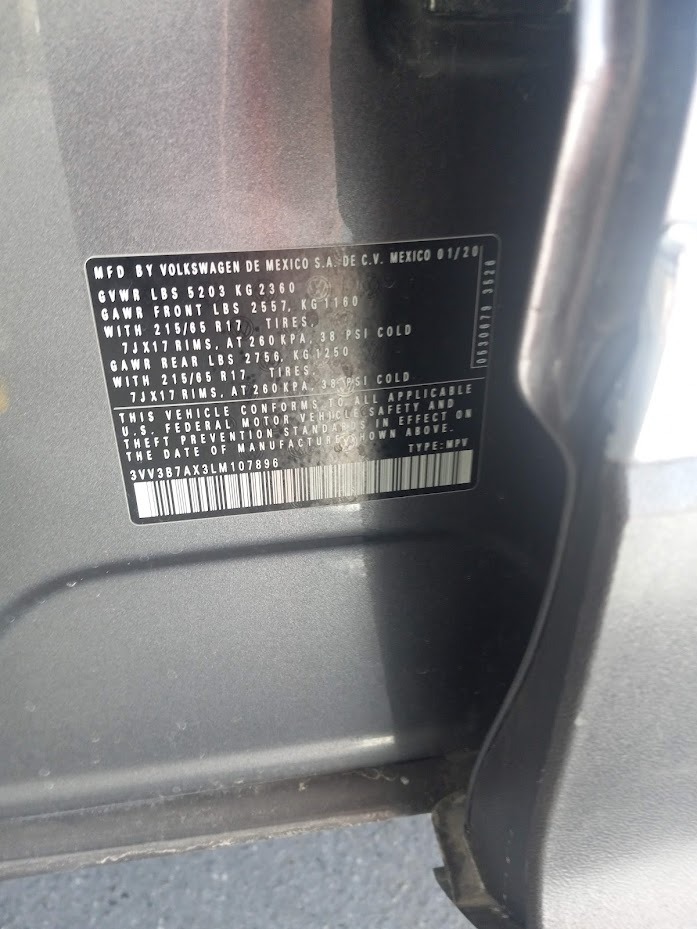 MFD BY VOLKSWAGEN DE MEXICO S.A. DE C.V. MEXICO 01/20
GVWR LBS 5203 KG 2360
GAWR FRONT LBS 2557, KG 1160
WITH 215/65 R17 TIRES,
7JX17 RIMS, AT 260 KPA, 38 PSI COLD
GAWR REAR LBS 2756, KG 1250
WITH 215/65 R17 TIRES,
7JX17 RIMS, AT 260 KPA, 38 PSI COLD
0530679 3526
THIS VEHICLE CONFORMS TO ALL APPLICABLE
U.S. FEDERAL MOTOR VEHICLE SAFETY AND
THEFT PREVENTION STANDARDS IN EFFECT ON
THE DATE OF MANUFACTURE SHOWN ABOVE.
3VV3B7AX3LM107896 TYPE: MPV